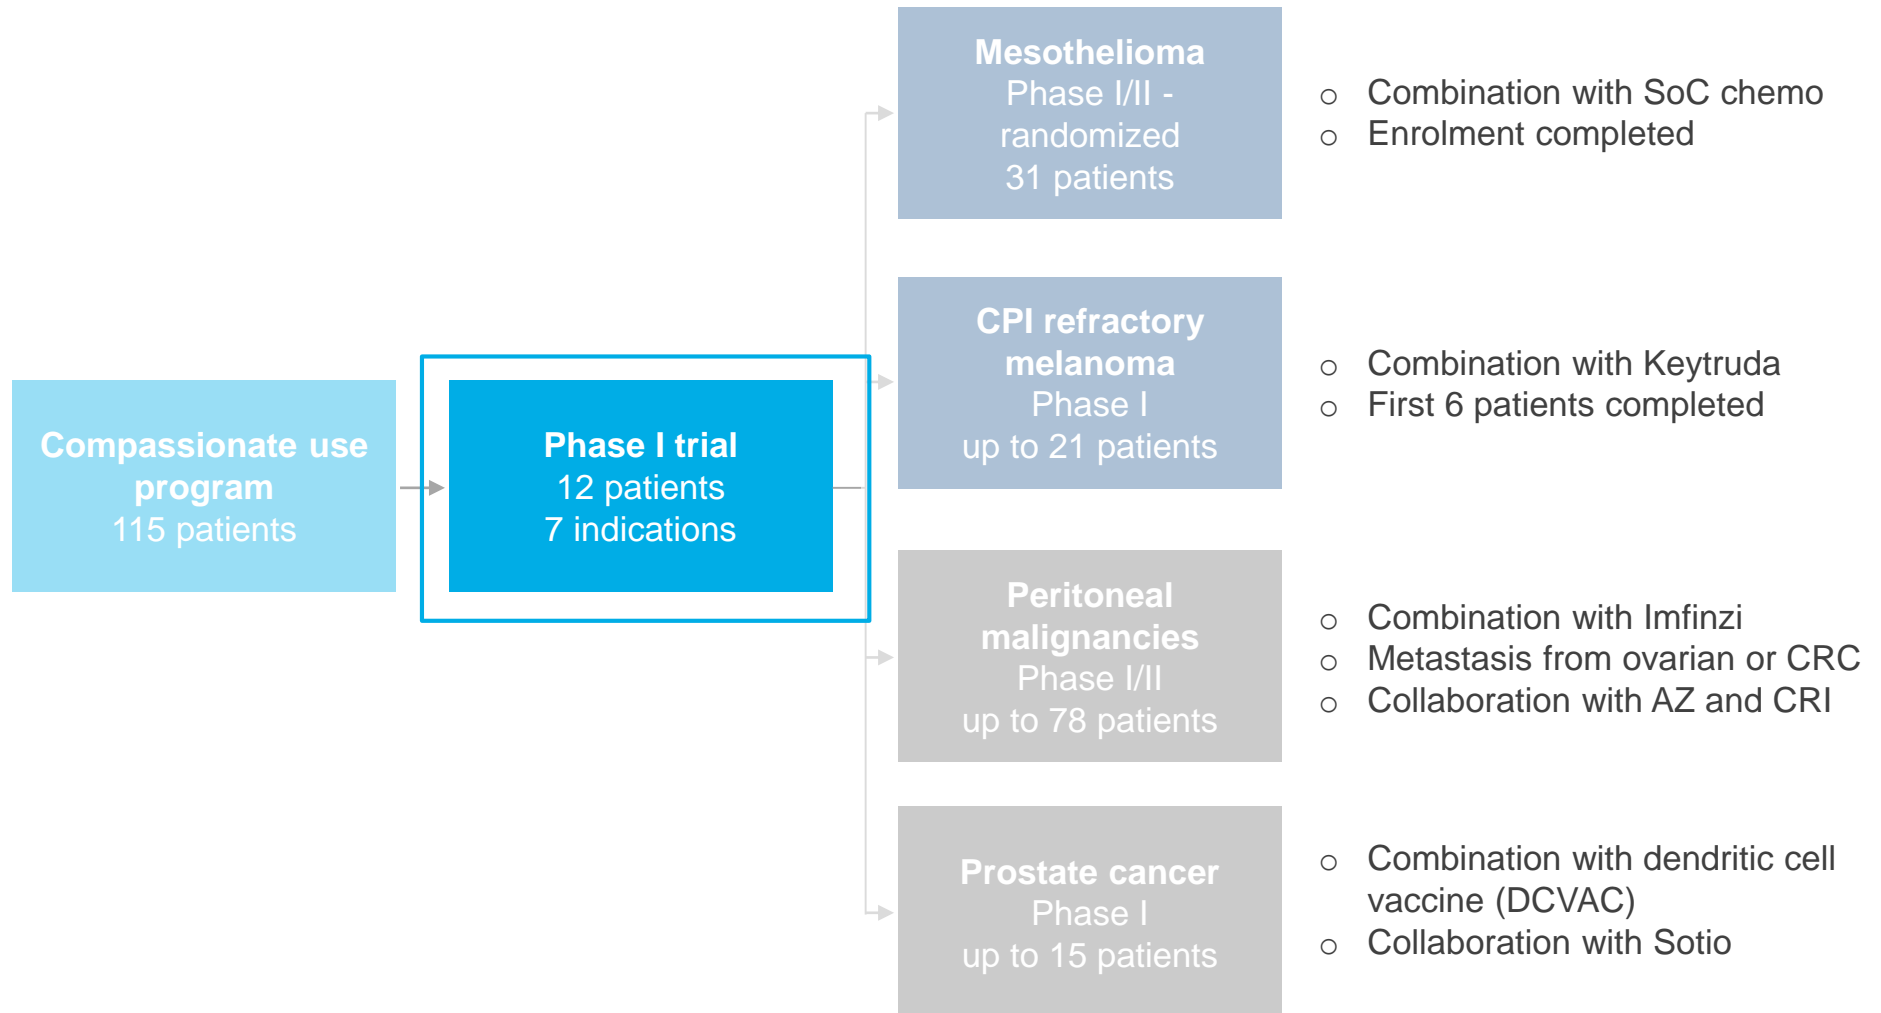 Compassionate use
program
115 patients
Phase I trial
12 patients
7 indications
Mesothelioma
Phase I/II -
randomized
31 patients
○ Combination with SoC chemo
○ Enrolment completed
CPI refractory
melanoma
Phase I
up to 21 patients
○ Combination with Keytruda
○ First 6 patients completed
Peritoneal
malignancies
Phase I/II
up to 78 patients
○ Combination with Imfinzi
○ Metastasis from ovarian or CRC
○ Collaboration with AZ and CRI
Prostate cancer
Phase I
up to 15 patients
○ Combination with dendritic cell
vaccine (DCVAC)
○ Collaboration with Sotio